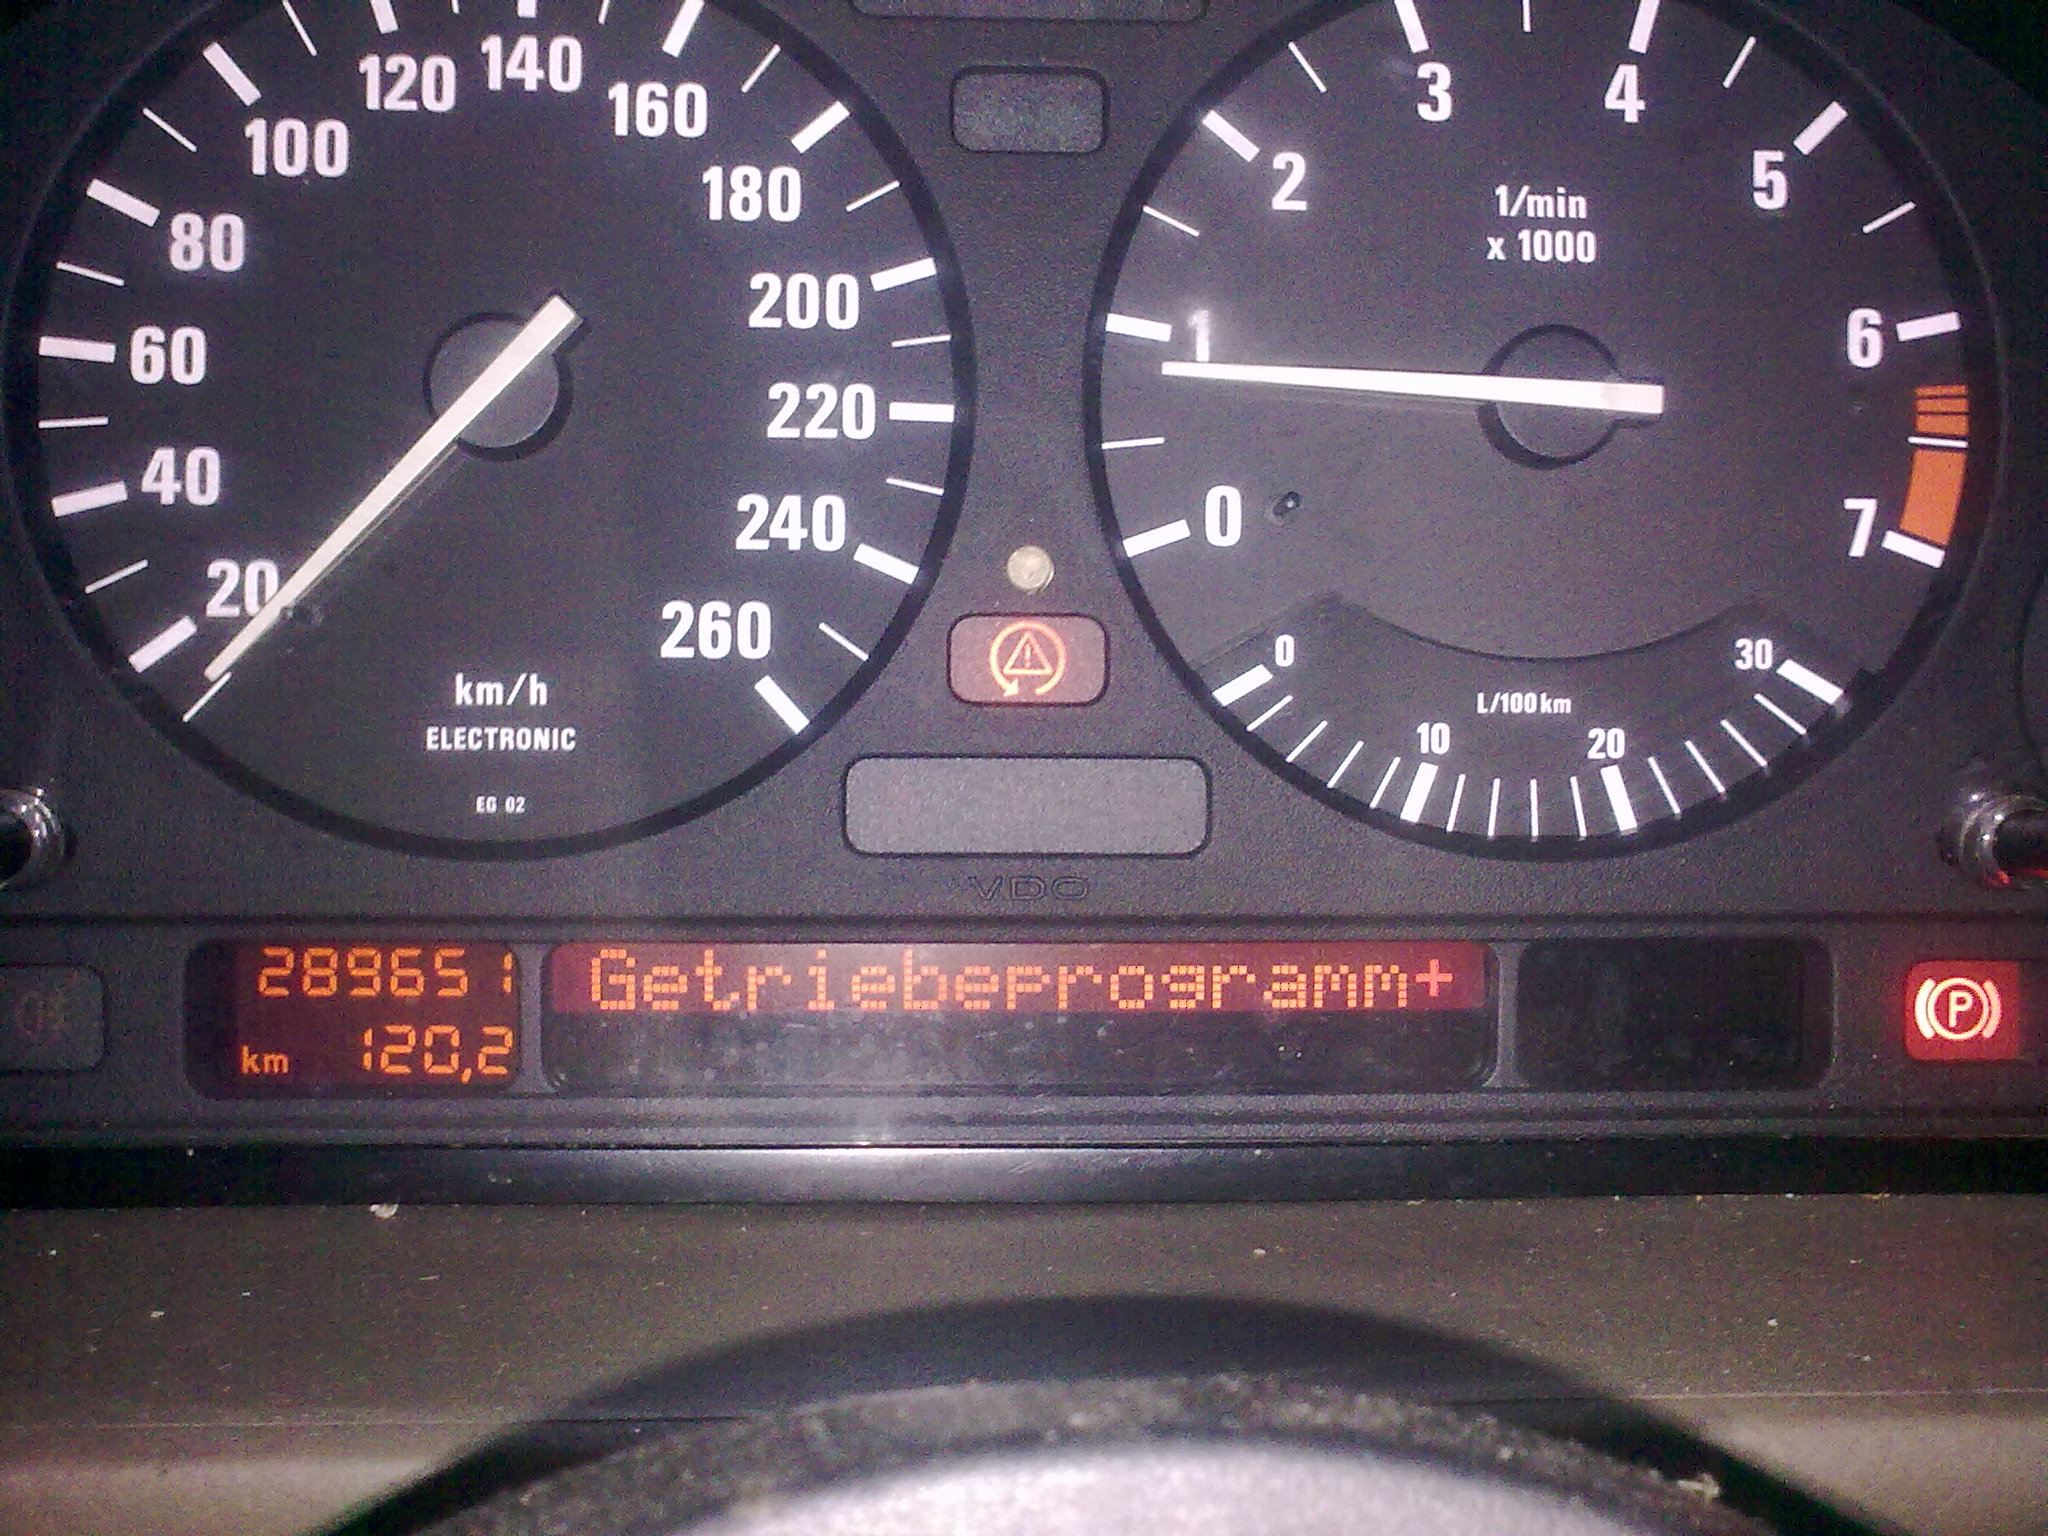 120 140
100 160
80 180
60 200
40 220
20 240
260
km/h
ELECTRONIC
EG 02
3 4
2 5
1/min
x 1000
1 6
0 7
0 30
L/100km
10 20
VDO
289651
km 120,2
Getriebeprogramm+
P